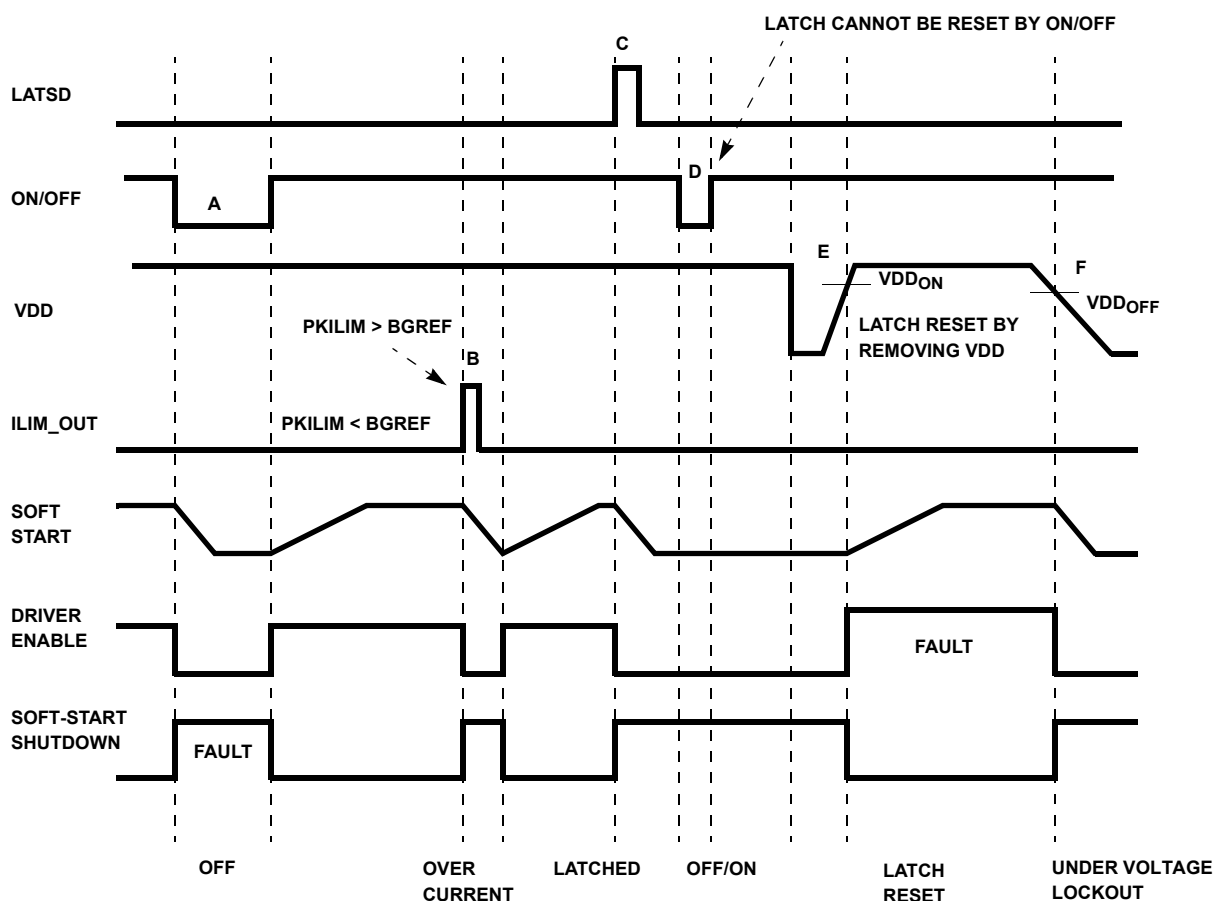 LATCH CANNOT BE RESET BY ON/OFF
C
LATSD
D
ON/OFF
A
E
F
VDDON
VDDOFF
VDD
LATCH RESET BY
REMOVING VDD
PKILIM > BGREF
B
ILIM_OUT
PKILIM < BGREF
SOFT
START
DRIVER
ENABLE
FAULT
SOFT-START
SHUTDOWN
FAULT
OFF
OVER
CURRENT
LATCHED
OFF/ON
LATCH
RESET
UNDER VOLTAGE
LOCKOUT